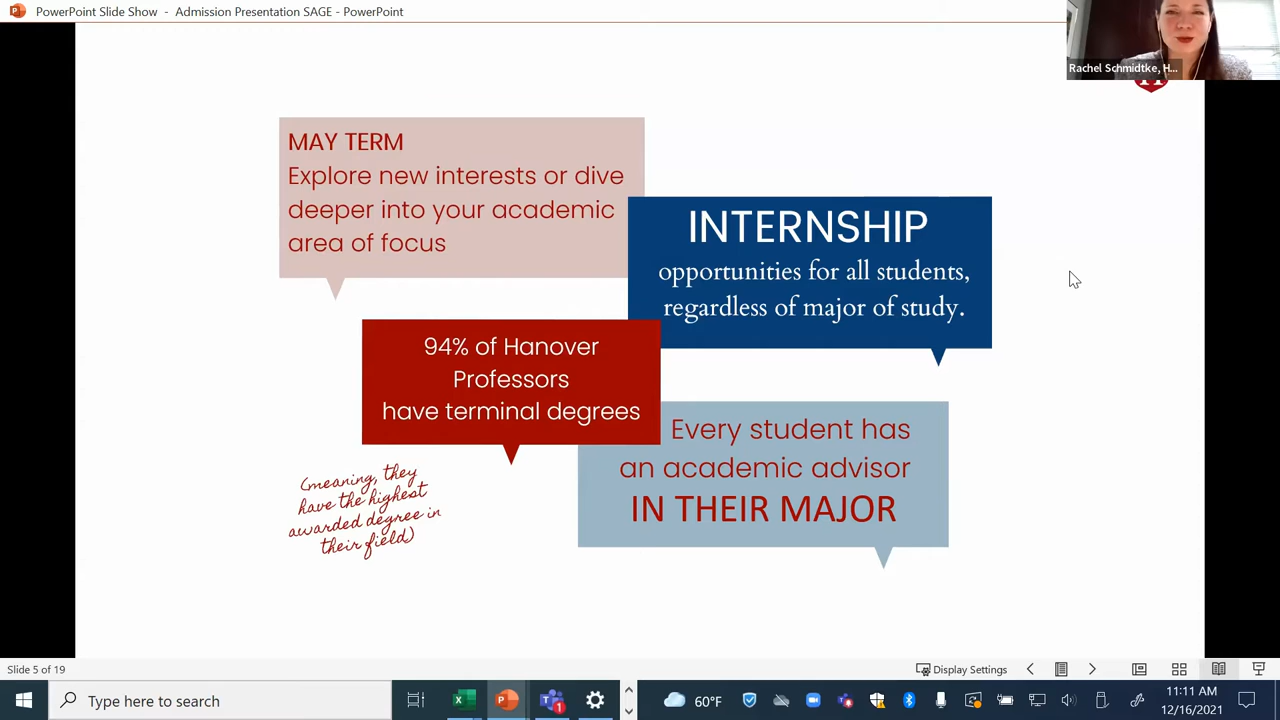 PowerPoint Slide Show - Admission Presentation SAGE - PowerPoint
Rachel Schmidtke, H...
MAY TERM
Explore new interests or dive
deeper into your academic
area of focus
INTERNSHIP
opportunities for all students,
regardless of major of study.
94% of Hanover
Professors
have terminal degrees
(meaning, they
have the highest
awarded degree in
their field)
Every student has
an academic advisor
IN THEIR MAJOR
Slide 5 of 19
Display Settings
Type here to search
60°F
11:11 AM
12/16/2021